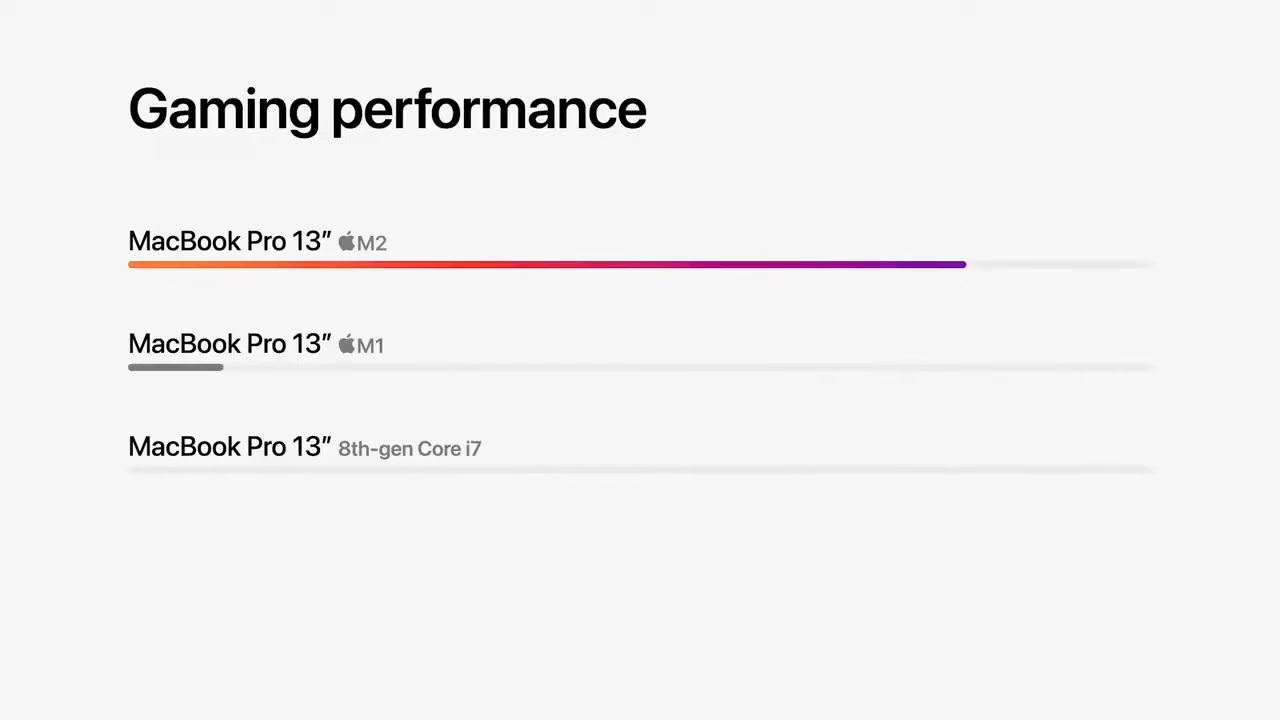 Gaming performance
MacBook Pro 13″ M2
MacBook Pro 13″ M1
MacBook Pro 13″ 8th-gen Core i7